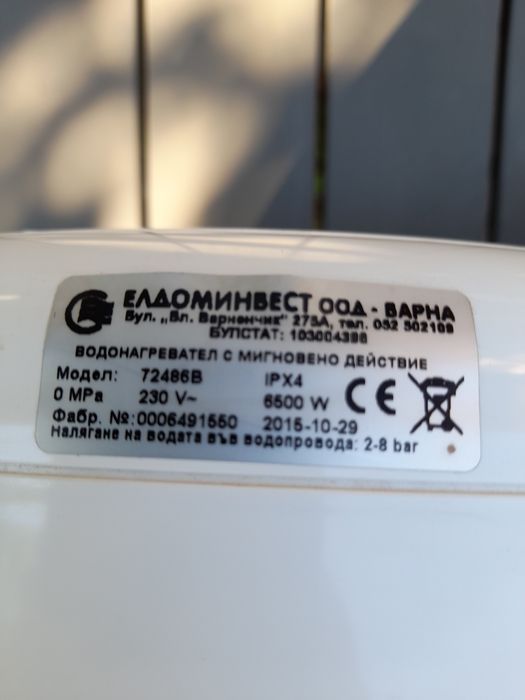 ЕЛДОМИНВЕСТ ООД - ВАРНА
Бул. „Вл. Варненчик" 275А, тел. 052 502109
БУЛСТАТ: 103004398
ВОДОНАГРЕВАТЕЛ С МИГНОВЕНО ДЕЙСТВИЕ
Модел: 72486B IPX4
0 MPa 230 V~ 6500 W CE
Фабр. №:0006491550 2015-10-29
Налягане на водата във водопровода: 2-8 bar